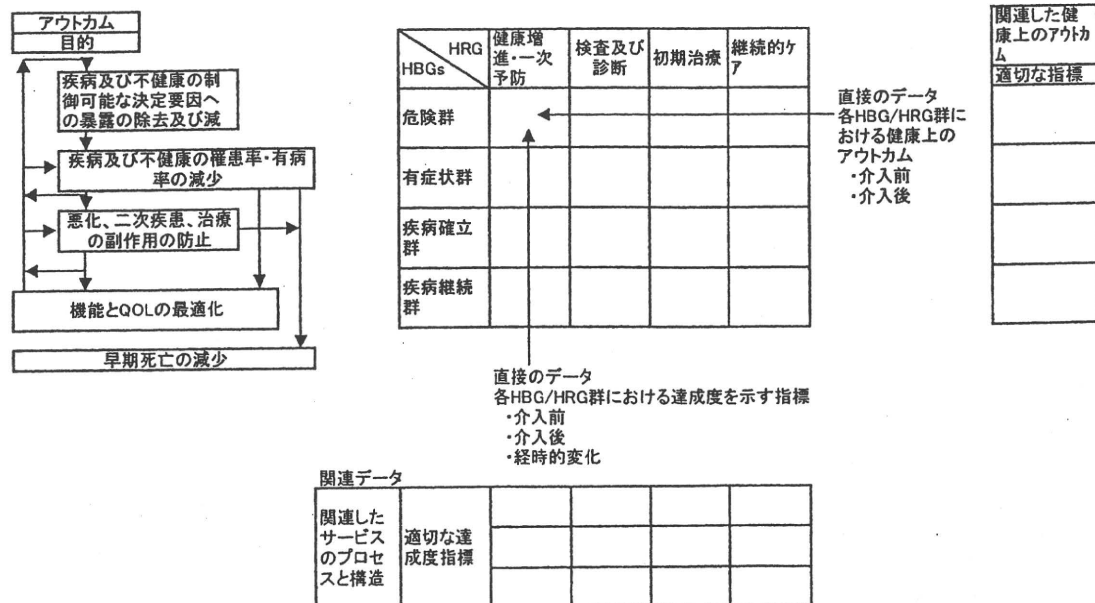 アウトカム
目的
疾病及び不健康の制
御可能な決定要因へ
の暴露の除去及び減
疾病及び不健康の罹患率・有病
率の減少
悪化、二次疾患、治療
の副作用の防止
機能とQOLの最適化
早期死亡の減少
HRG
HBGs
健康増
進・一次
予防
検査及び
診断
初期治療
継続的ケ
ア
危険群
有症状群
疾病確立
群
疾病継続
群
直接のデータ
各HBG/HRG群に
おける健康上の
アウトカム
・介入前
・介入後
関連した健
康上のアウトカ
ム
適切な指標
直接のデータ
各HBG/HRG群における達成度を示す指標
・介入前
・介入後
・経時的変化
関連データ
関連した
サービス
のプロセ
スと構造
適切な達
成度指標